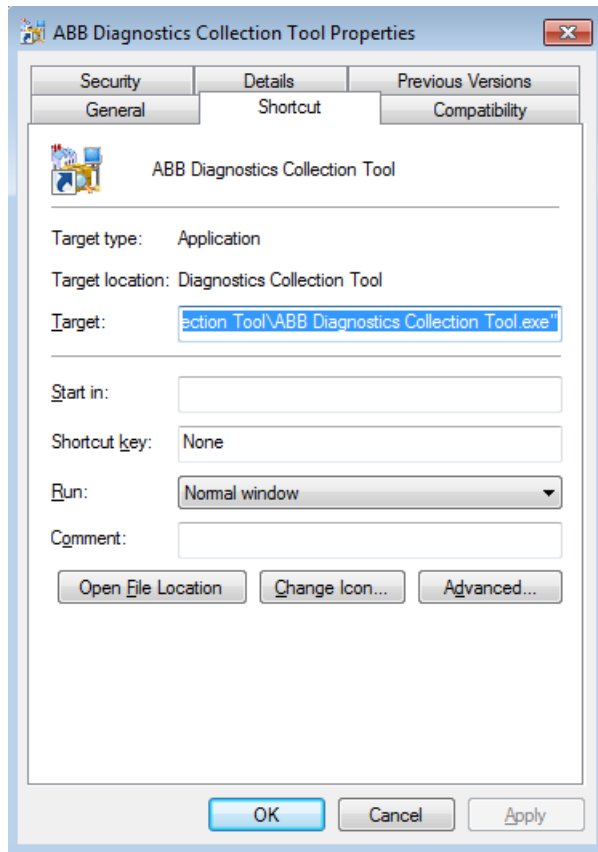 ABB Diagnostics Collection Tool Properties
Security Details Previous Versions
General Shortcut Compatibility
ABB Diagnostics Collection Tool
Target type: Application
Target location: Diagnostics Collection Tool
Target: ection Tool\ABB Diagnostics Collection Tool.exe"
Start in:
Shortcut key: None
Run: Normal window
Comment:
Open File Location Change Icon... Advanced...
OK Cancel Apply